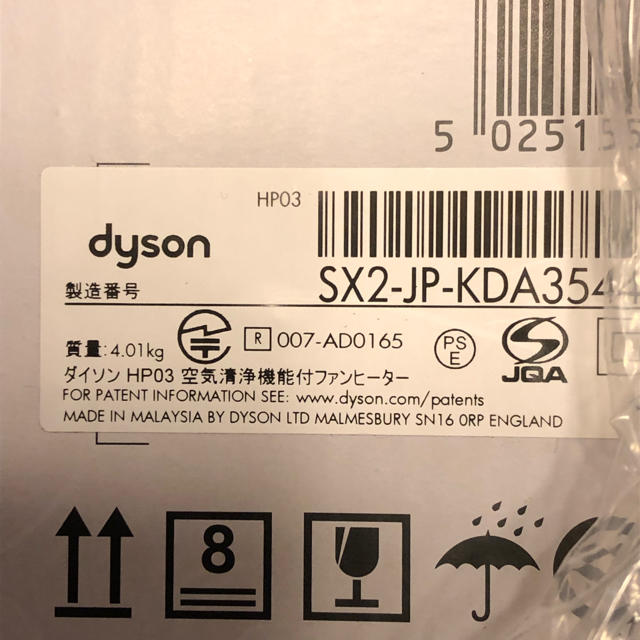 5 02515
HP03
dyson
製造番号
SX2-JP-KDA354
質量:4.01kg
R 007-AD0165
PS
E
JQA
ダイソン HP03 空気清浄機能付ファンヒーター
FOR PATENT INFORMATION SEE: www.dyson.com/patents
MADE IN MALAYSIA BY DYSON LTD MALMESBURY SN16 0RP ENGLAND
8